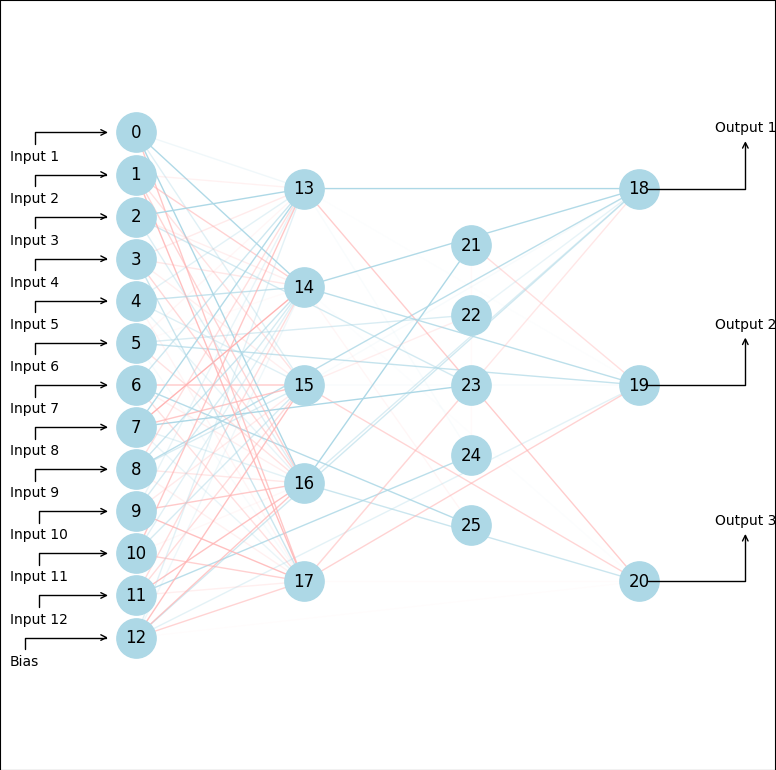 0
Input 1
1
Input 2
2
Input 3
3
Input 4
4
Input 5
5
Input 6
6
Input 7
7
Input 8
8
Input 9
9
Input 10
10
Input 11
11
Input 12
12
Bias
13
14
15
16
17
21
22
23
24
25
18
19
20
Output 1
Output 2
Output 3